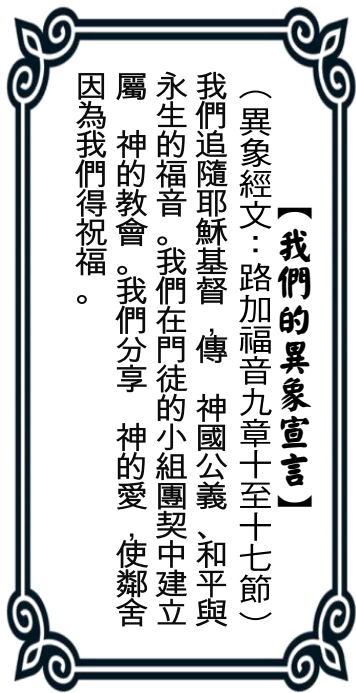 【我們的異象宣言】
（異象經文：路加福音九章十至十七節）
我們追隨耶穌基督，傳　神國公義、和平與
永生的福音。我們在門徒的小組團契中建立
屬　神的教會。我們分享　神的愛，使鄰舍
因為我們得祝福。